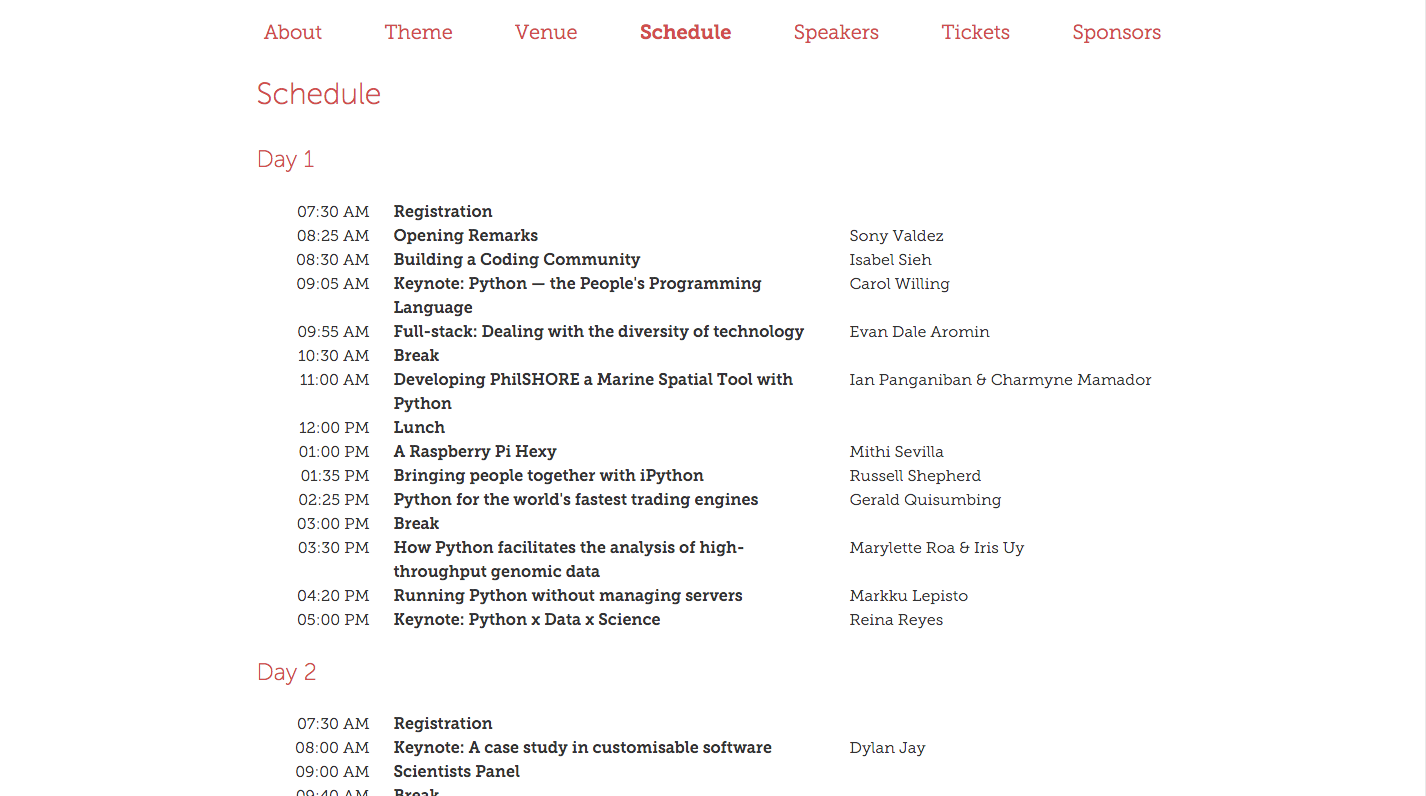 About Theme Venue Schedule Speakers Tickets Sponsors
Schedule
Day 1
07:30 AM Registration
08:25 AM Opening Remarks Sony Valdez
08:30 AM Building a Coding Community Isabel Sieh
09:05 AM Keynote: Python — the People's Programming Carol Willing
Language
09:55 AM Full-stack: Dealing with the diversity of technology Evan Dale Aromin
10:30 AM Break
11:00 AM Developing PhilSHORE a Marine Spatial Tool with Ian Panganiban & Charmyne Mamador
Python
12:00 PM Lunch
01:00 PM A Raspberry Pi Hexy Mithi Sevilla
01:35 PM Bringing people together with iPython Russell Shepherd
02:25 PM Python for the world's fastest trading engines Gerald Quisumbing
03:00 PM Break
03:30 PM How Python facilitates the analysis of high- Marylette Roa & Iris Uy
throughput genomic data
04:20 PM Running Python without managing servers Markku Lepisto
05:00 PM Keynote: Python x Data x Science Reina Reyes
Day 2
07:30 AM Registration
08:00 AM Keynote: A case study in customisable software Dylan Jay
09:00 AM Scientists Panel
09:40 AM Break